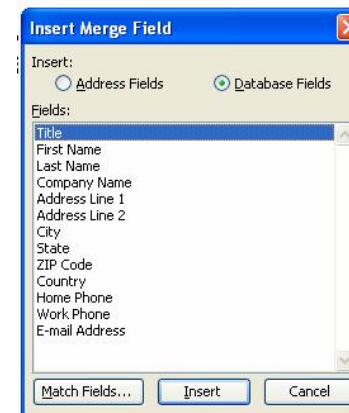 Insert Merge Field
Insert:
Address Fields Database Fields
Fields:
Title
First Name
Last Name
Company Name
Address Line 1
Address Line 2
City
State
ZIP Code
Country
Home Phone
Work Phone
E-mail Address
Match Fields... Insert Cancel